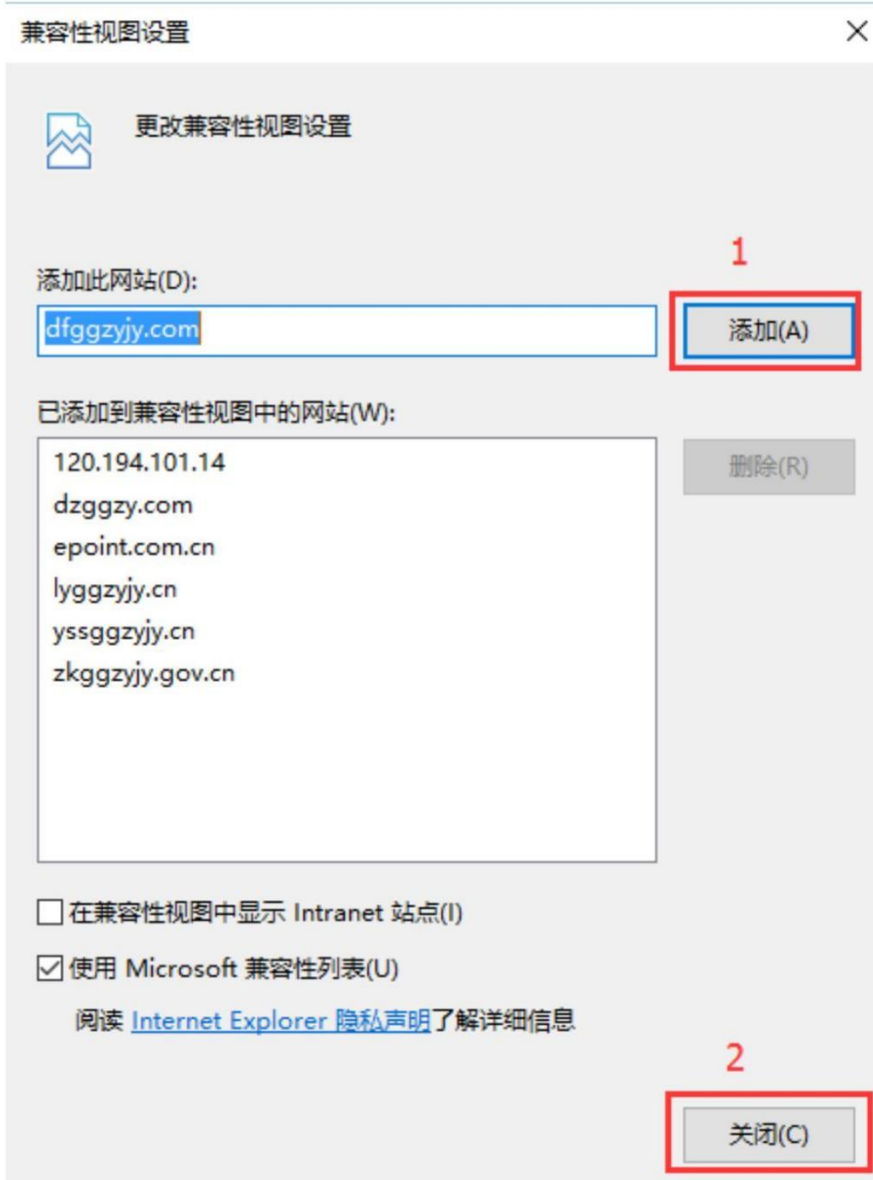 兼容性视图设置
更改兼容性视图设置
1
添加此网站(D):
dfggzyjy.com
添加(A)
已添加到兼容性视图中的网站(W):
120.194.101.14
删除(R)
dzggzy.com
epoint.com.cn
lyggzyjy.cn
yssggzyjy.cn
zkggzyjy.gov.cn
在兼容性视图中显示 Intranet 站点(I)
使用 Microsoft 兼容性列表(U)
阅读 Internet Explorer 隐私声明了解详细信息
2
关闭(C)